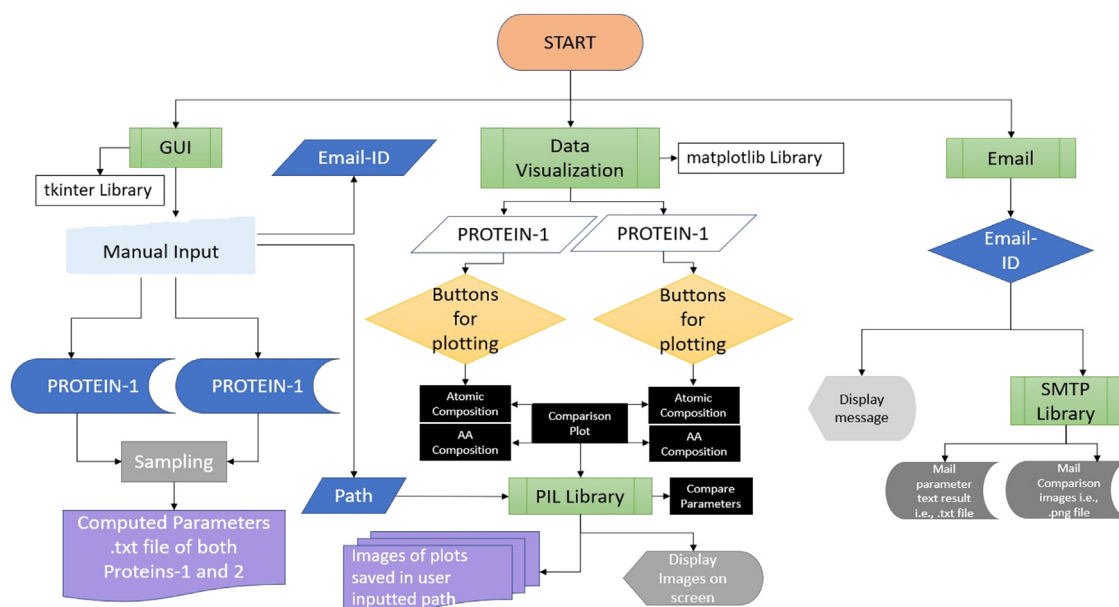 START
GUI
tkinter Library
Email-ID
Manual Input
PROTEIN-1
PROTEIN-1
Sampling
Computed Parameters
.txt file of both
Proteins-1 and 2
Data
Visualization
matplotlib Library
PROTEIN-1
PROTEIN-1
Buttons
for
plotting
Buttons
for
plotting
Atomic
Composition
Comparison
Plot
Atomic
Composition
AA
Composition
AA
Composition
Path
PIL Library
Compare
Parameters
Images of plots
saved in user
inputted path
Display
Images on
screen
Email
Email-
ID
Display
message
SMTP
Library
Mail
parameter
text result
i.e., .txt file
Mail
Comparison
images i.e.,
.png file